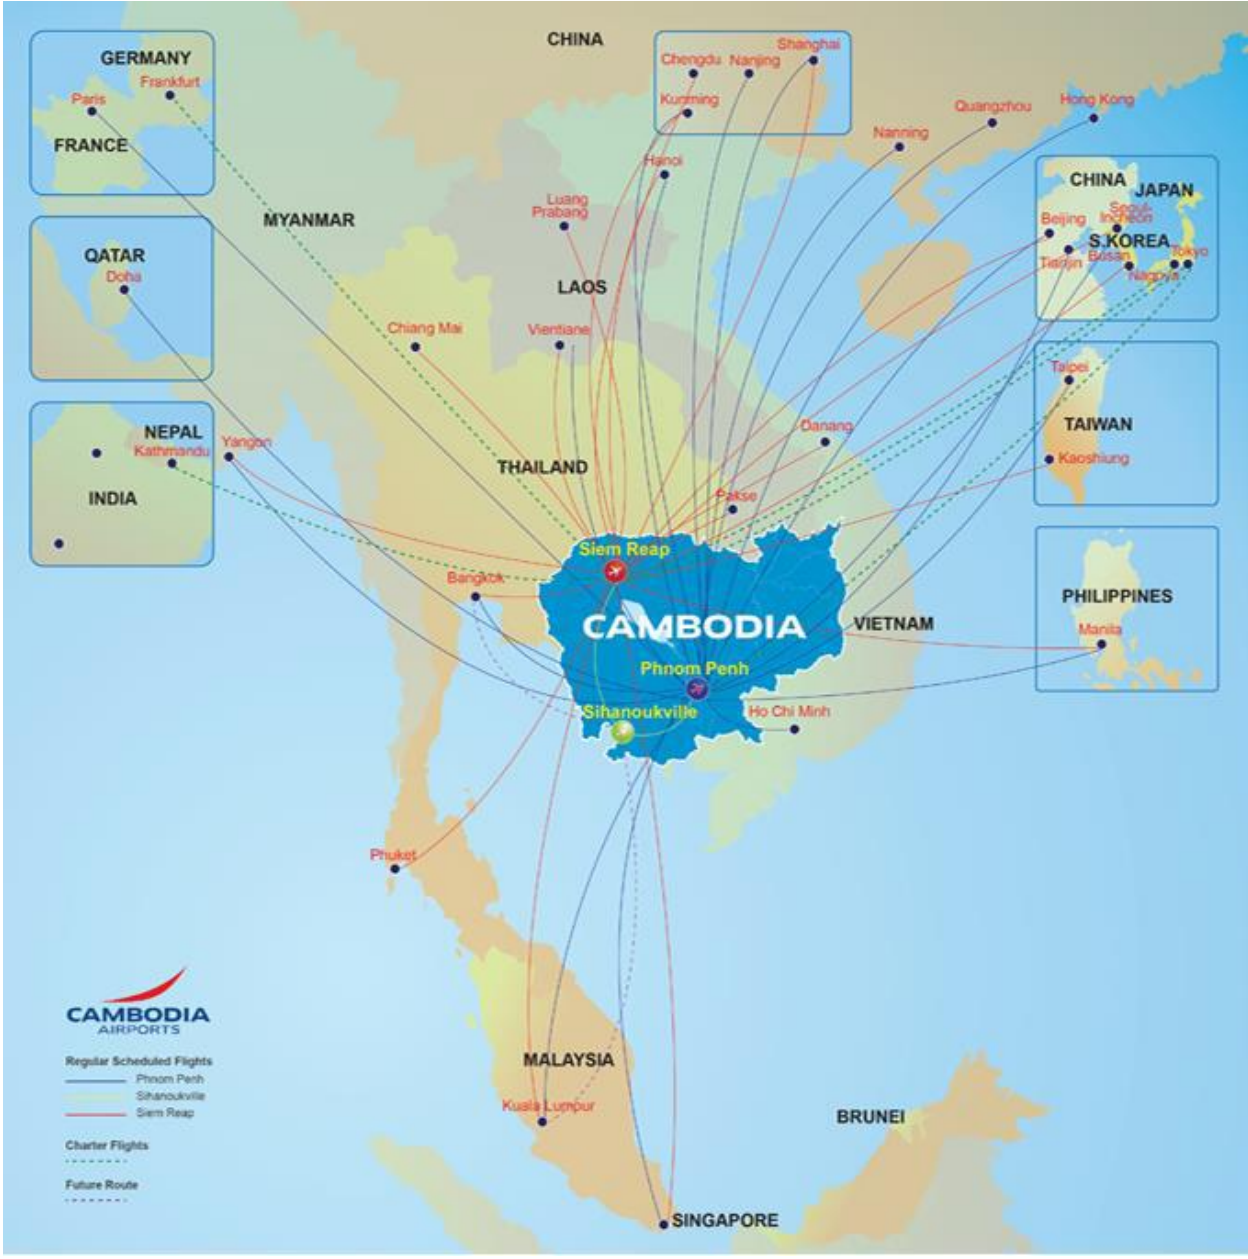 CHINA
GERMANY
Frankfurt
Paris
FRANCE
Chengdu
Nanjing
Shanghai
Kunming
Quangzhou
Hong Kong
Nanning
Hanoi
Luang
Prabang
MYANMAR
LAOS
CHINA
JAPAN
Seoul-
Incheon
Beijing
S.KOREA
Tianjin
Busan
Tokyo
Nagoya
QATAR
Doha
Chiang Mai
Vientiane
Taipei
TAIWAN
Kaoshiung
NEPAL
Kathmandu
INDIA
Yangon
Danang
THAILAND
Pakse
Siem Reap
Bangkok
CAMBODIA
VIETNAM
PHILIPPINES
Manila
Phnom Penh
Sihanoukville
Ho Chi Minh
Phuket
CAMBODIA
AIRPORTS
Regular Scheduled Flights
Phnom Penh
Sihanoukville
Siem Reap
Charter Flights
Future Route
MALAYSIA
Kuala Lumpur
BRUNEI
SINGAPORE